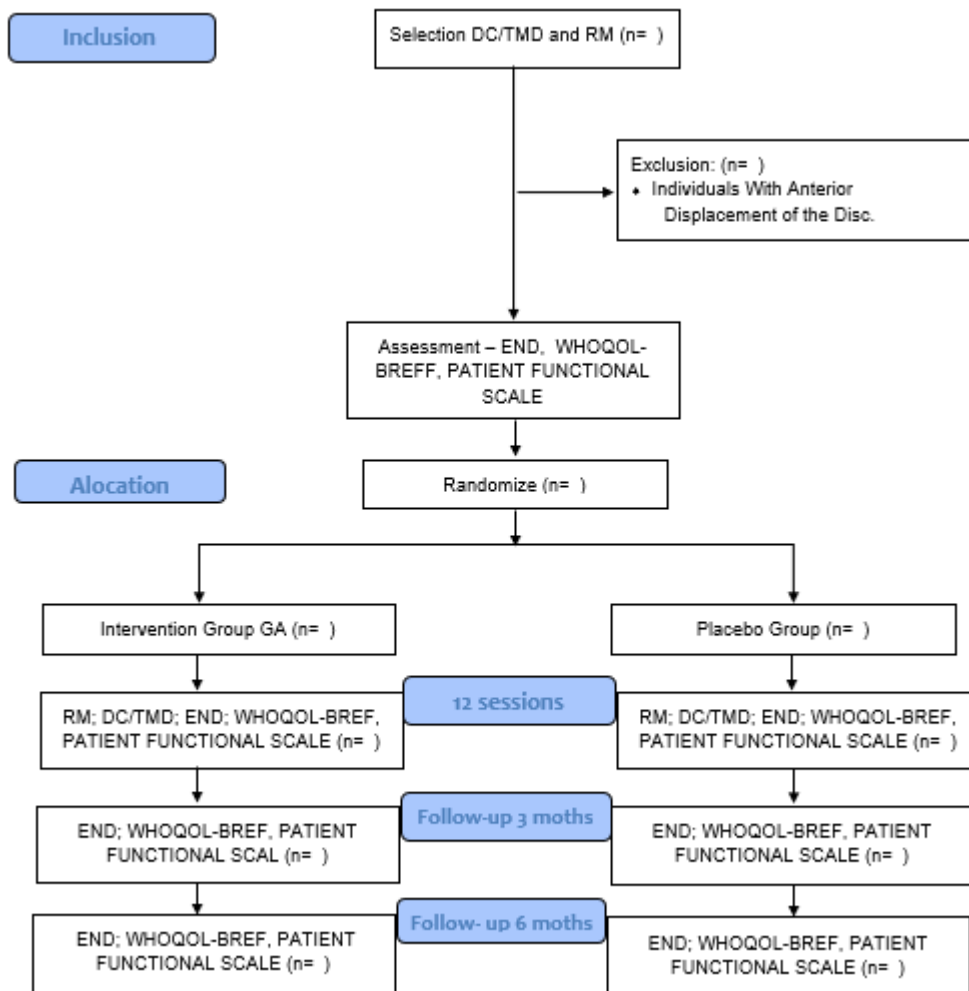 Inclusion
Selection DC/TMD and RM (n= )
Exclusion: (n= )
• Individuals With Anterior
Displacement of the Disc.
Assessment – END, WHOQOL-
BREFF, PATIENT FUNCTIONAL
SCALE
Alocation
Randomize (n= )
Intervention Group GA (n= )
Placebo Group (n= )
12 sessions
RM; DC/TMD; END; WHOQOL-BREF,
PATIENT FUNCTIONAL SCALE (n= )
RM; DC/TMD; END; WHOQOL-BREF,
PATIENT FUNCTIONAL SCALE (n= )
Follow-up 3 moths
END; WHOQOL-BREF, PATIENT
FUNCTIONAL SCAL (n= )
END; WHOQOL-BREF, PATIENT
FUNCTIONAL SCALE (n= )
Follow- up 6 moths
END; WHOQOL-BREF, PATIENT
FUNCTIONAL SCALE (n= )
END; WHOQOL-BREF, PATIENT
FUNCTIONAL SCALE (n= )